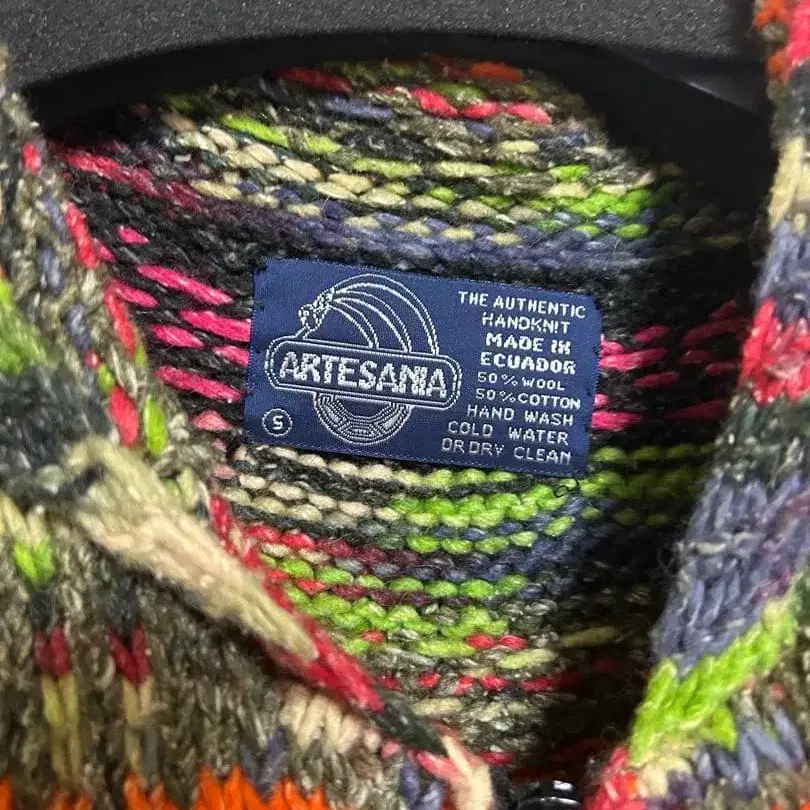 ARTESANIA
S
THE AUTHENTIC
HANDKNIT
MADE IN
ECUADOR
50% WOOL
50% COTTON
HAND WASH
COLD WATER
OR DRY CLEAN